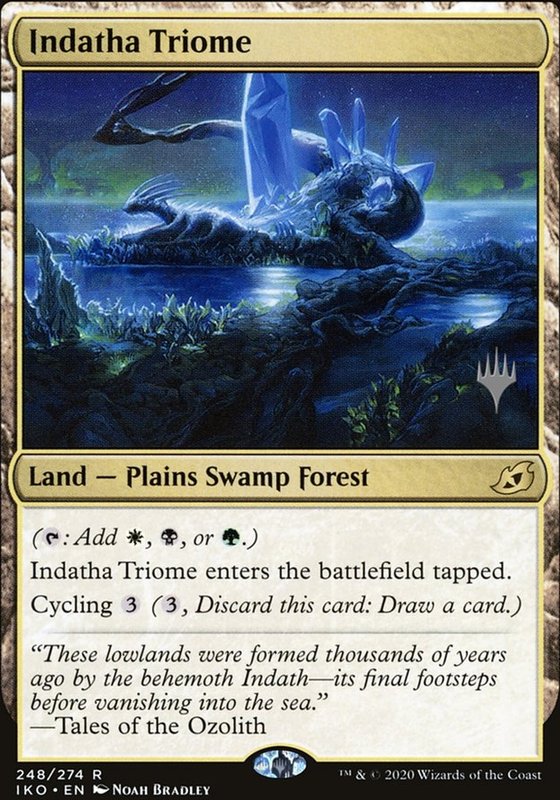 Indatha Triome
Land — Plains Swamp Forest
(: Add , , or .)
Indatha Triome enters the battlefield tapped.
Cycling 3 (3, Discard this card: Draw a card.)
“These lowlands were formed thousands of years
ago by the behemoth Indath—its final footsteps
before vanishing into the sea.”
—Tales of the Ozolith
248/274 R
IKO • EN Noah Bradley
™ & © 2020 Wizards of the Coast